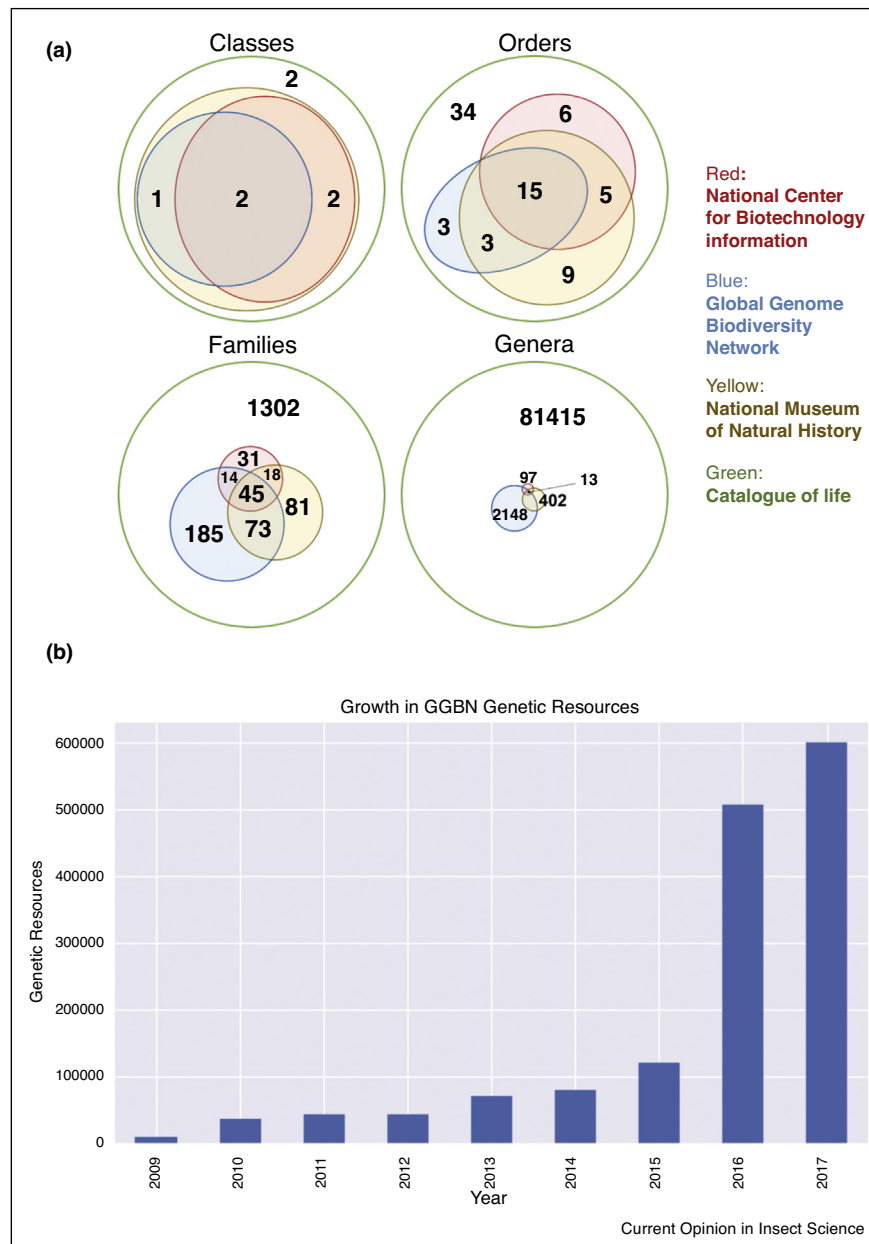 (a)
Classes
2
1
2
2
Orders
34
6
15
5
3
3
9
Red:
National Center
for Biotechnology
information
Blue:
Global Genome
Biodiversity
Network
Yellow:
National Museum
of Natural History
Green:
Catalogue of life
Families
1302
31
14
18
45
81
185
73
Genera
81415
97
13
402
2148
(b)
Growth in GGBN Genetic Resources
Genetic Resources
600000
500000
400000
300000
200000
100000
0
2009
2010
2011
2012
2013
2014
2015
2016
2017
Year
Current Opinion in Insect Science